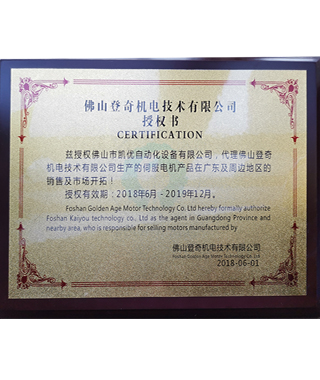 佛山登奇机电技术有限公司
授权书
CERTIFICATION
兹授权佛山市凯优自动化设备有限公司，代理佛山登奇
机电技术有限公司生产的伺服电机产品在广东及周边地区的
销售及市场开拓！
授权有效期：2018年6月-2019年12月。
Foshan Golden Age Motor Technology Co. Ltd hereby formally authorize
Foshan Kaiyou technology co., Ltd as the agent in Guangdong Province and
nearby area, who is responsible for selling motors manufactured by
佛山登奇机电技术有限公司
Foshan Golden Age Motor Technology Co. Ltd
2018-06-01